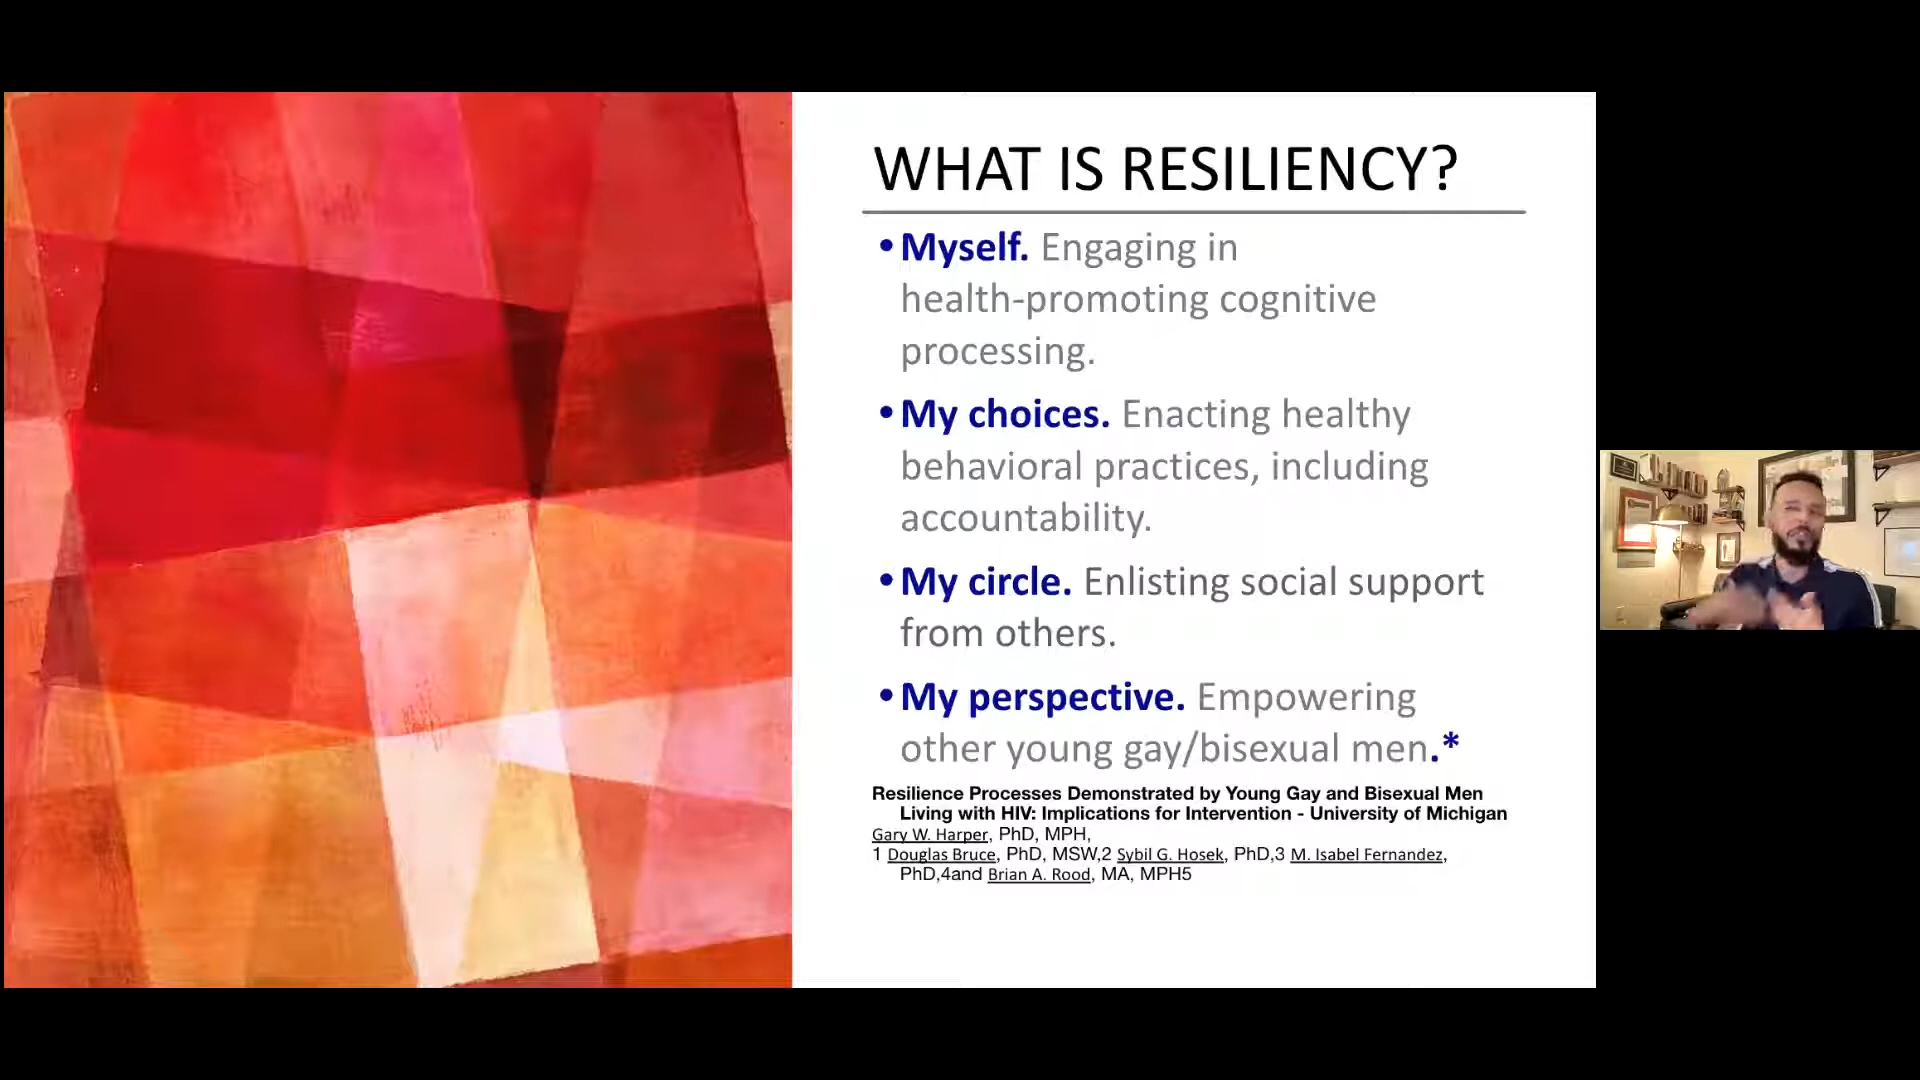 WHAT IS RESILIENCY?
•Myself. Engaging in
health-promoting cognitive
processing.
•My choices. Enacting healthy
behavioral practices, including
accountability.
•My circle. Enlisting social support
from others.
•My perspective. Empowering
other young gay/bisexual men.*
Resilience Processes Demonstrated by Young Gay and Bisexual Men
Living with HIV: Implications for Intervention - University of Michigan
Gary W. Harper, PhD, MPH,
1 Douglas Bruce, PhD, MSW,2 Sybil G. Hosek, PhD,3 M. Isabel Fernandez,
PhD,4and Brian A. Rood, MA, MPH5